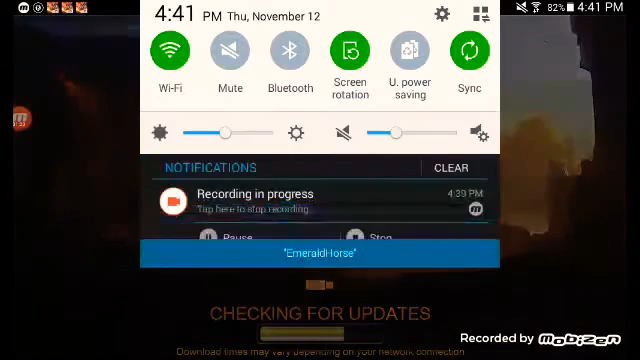 4:41 PM Thu, November 12
82% 4:41 PM
Wi-Fi
Mute
Bluetooth
Screen rotation
U. power saving
Sync
NOTIFICATIONS
CLEAR
Recording in progress
4:39 PM
Tap here to stop recording
Pause
Stop
"EmeraldHorse"
CHECKING FOR UPDATES
Recorded by Mobizen
Download times may vary depending on your network connection